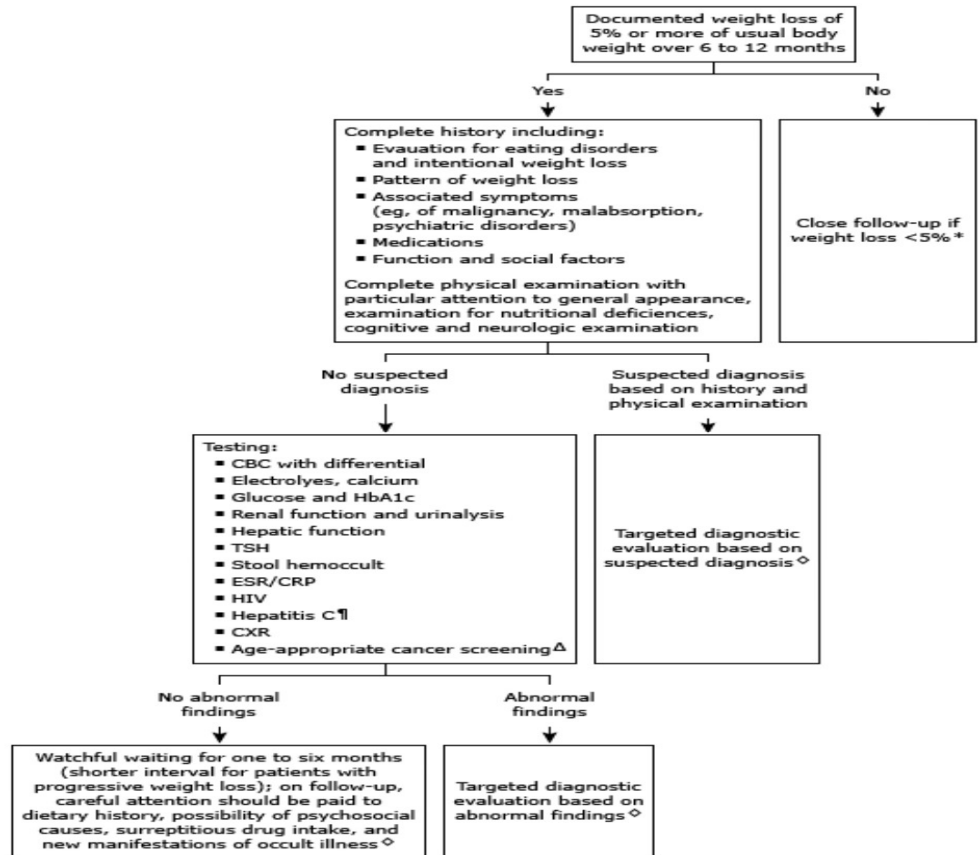 Documented weight loss of
5% or more of usual body
weight over 6 to 12 months
Yes
No
Complete history including:
▪ Evauation for eating disorders
and intentional weight loss
▪ Pattern of weight loss
▪ Associated symptoms
(eg, of malignancy, malabsorption,
psychiatric disorders)
▪ Medications
▪ Function and social factors
Complete physical examination with
particular attention to general appearance,
examination for nutritional deficiences,
cognitive and neurologic examination
Close follow-up if
weight loss <5%*
No suspected
diagnosis
Suspected diagnosis
based on history and
physical examination
Testing:
▪ CBC with differential
▪ Electrolyes, calcium
▪ Glucose and HbA1c
▪ Renal function and urinalysis
▪ Hepatic function
▪ TSH
▪ Stool hemoccult
▪ ESR/CRP
▪ HIV
▪ Hepatitis C¶
▪ CXR
▪ Age-appropriate cancer screeningΔ
Targeted diagnostic
evaluation based on
suspected diagnosis◇
No abnormal
findings
Abnormal
findings
Watchful waiting for one to six months
(shorter interval for patients with
progressive weight loss); on follow-up,
careful attention should be paid to
dietary history, possibility of psychosocial
causes, surreptitious drug intake, and
new manifestations of occult illness◇
Targeted diagnostic
evaluation based on
abnormal findings◇